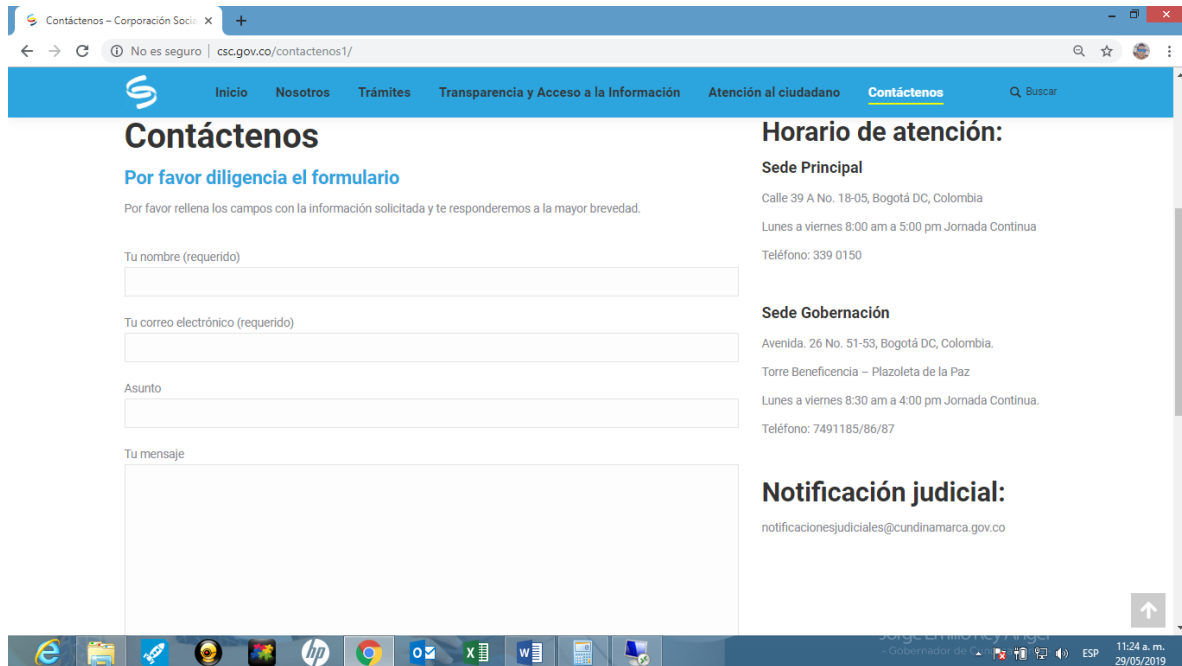 Contáctenos – Corporación Socia
No es seguro | csc.gov.co/contactenos1/
Inicio Nosotros Trámites Transparencia y Acceso a la Información Atención al ciudadano Contáctenos Buscar
Contáctenos
Por favor diligencia el formulario
Por favor rellena los campos con la información solicitada y te responderemos a la mayor brevedad.
Tu nombre (requerido)
Tu correo electrónico (requerido)
Asunto
Tu mensaje
Horario de atención:
Sede Principal
Calle 39 A No. 18-05, Bogotá DC, Colombia
Lunes a viernes 8:00 am a 5:00 pm Jornada Continua
Teléfono: 339 0150
Sede Gobernación
Avenida. 26 No. 51-53, Bogotá DC, Colombia.
Torre Beneficencia – Plazoleta de la Paz
Lunes a viernes 8:30 am a 4:00 pm Jornada Continua.
Teléfono: 7491185/86/87
Notificación judicial:
notificacionesjudiciales@cundinamarca.gov.co
- Gobernador de
hp
ESP
11:24 a. m.
29/05/2019